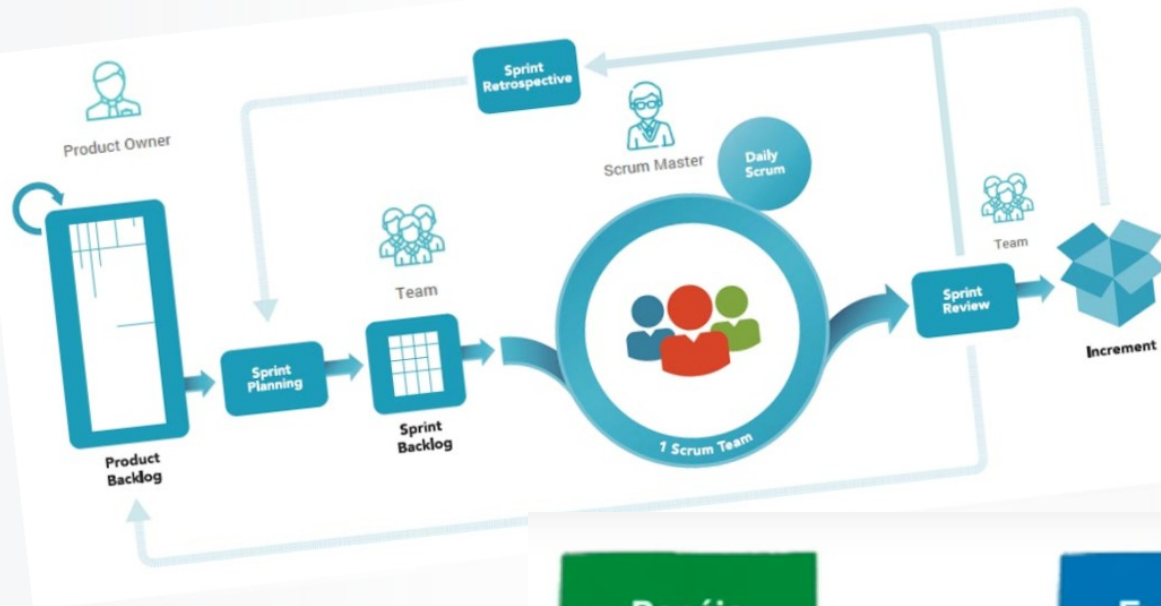 Sprint
Retrospective
Product Owner
Scrum Master
Daily
Scrum
Team
Team
Sprint
Planning
Sprint
Review
Increment
Product
Backlog
Sprint
Backlog
1 Scrum Team